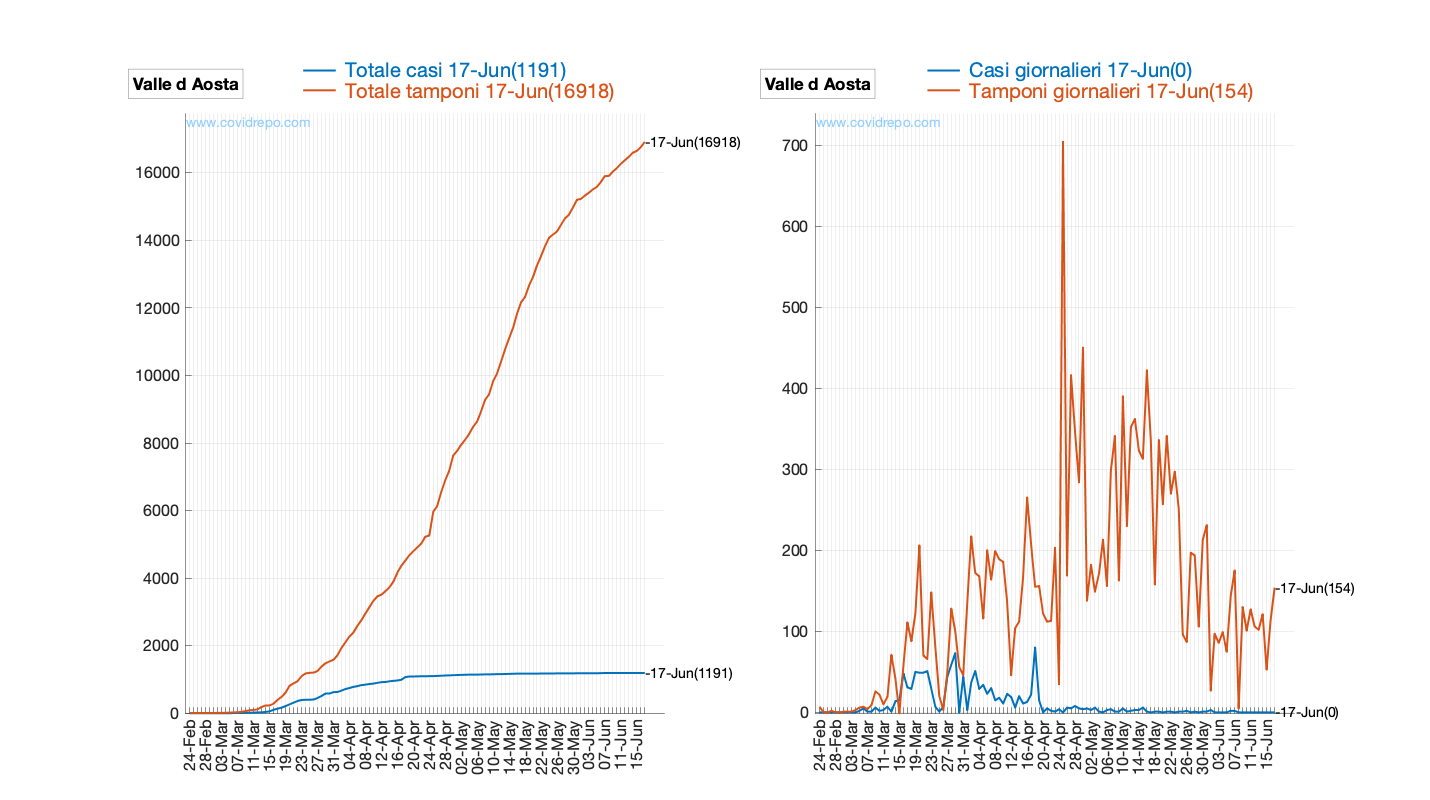 Valle d Aosta
Totale casi 17-Jun(1191)
Totale tamponi 17-Jun(16918)
www.covidrepo.com
17-Jun(16918)
16000
14000
12000
10000
8000
6000
4000
2000
0
17-Jun(1191)
24-Feb
28-Feb
03-Mar
07-Mar
11-Mar
15-Mar
19-Mar
23-Mar
27-Mar
31-Mar
04-Apr
08-Apr
12-Apr
16-Apr
20-Apr
24-Apr
28-Apr
02-May
06-May
10-May
14-May
18-May
22-May
26-May
30-May
03-Jun
07-Jun
11-Jun
15-Jun
Valle d Aosta
Casi giornalieri 17-Jun(0)
Tamponi giornalieri 17-Jun(154)
www.covidrepo.com
700
600
500
400
300
200
100
0
17-Jun(154)
17-Jun(0)
24-Feb
28-Feb
03-Mar
07-Mar
11-Mar
15-Mar
19-Mar
23-Mar
27-Mar
31-Mar
04-Apr
08-Apr
12-Apr
16-Apr
20-Apr
24-Apr
28-Apr
02-May
06-May
10-May
14-May
18-May
22-May
26-May
30-May
03-Jun
07-Jun
11-Jun
15-Jun